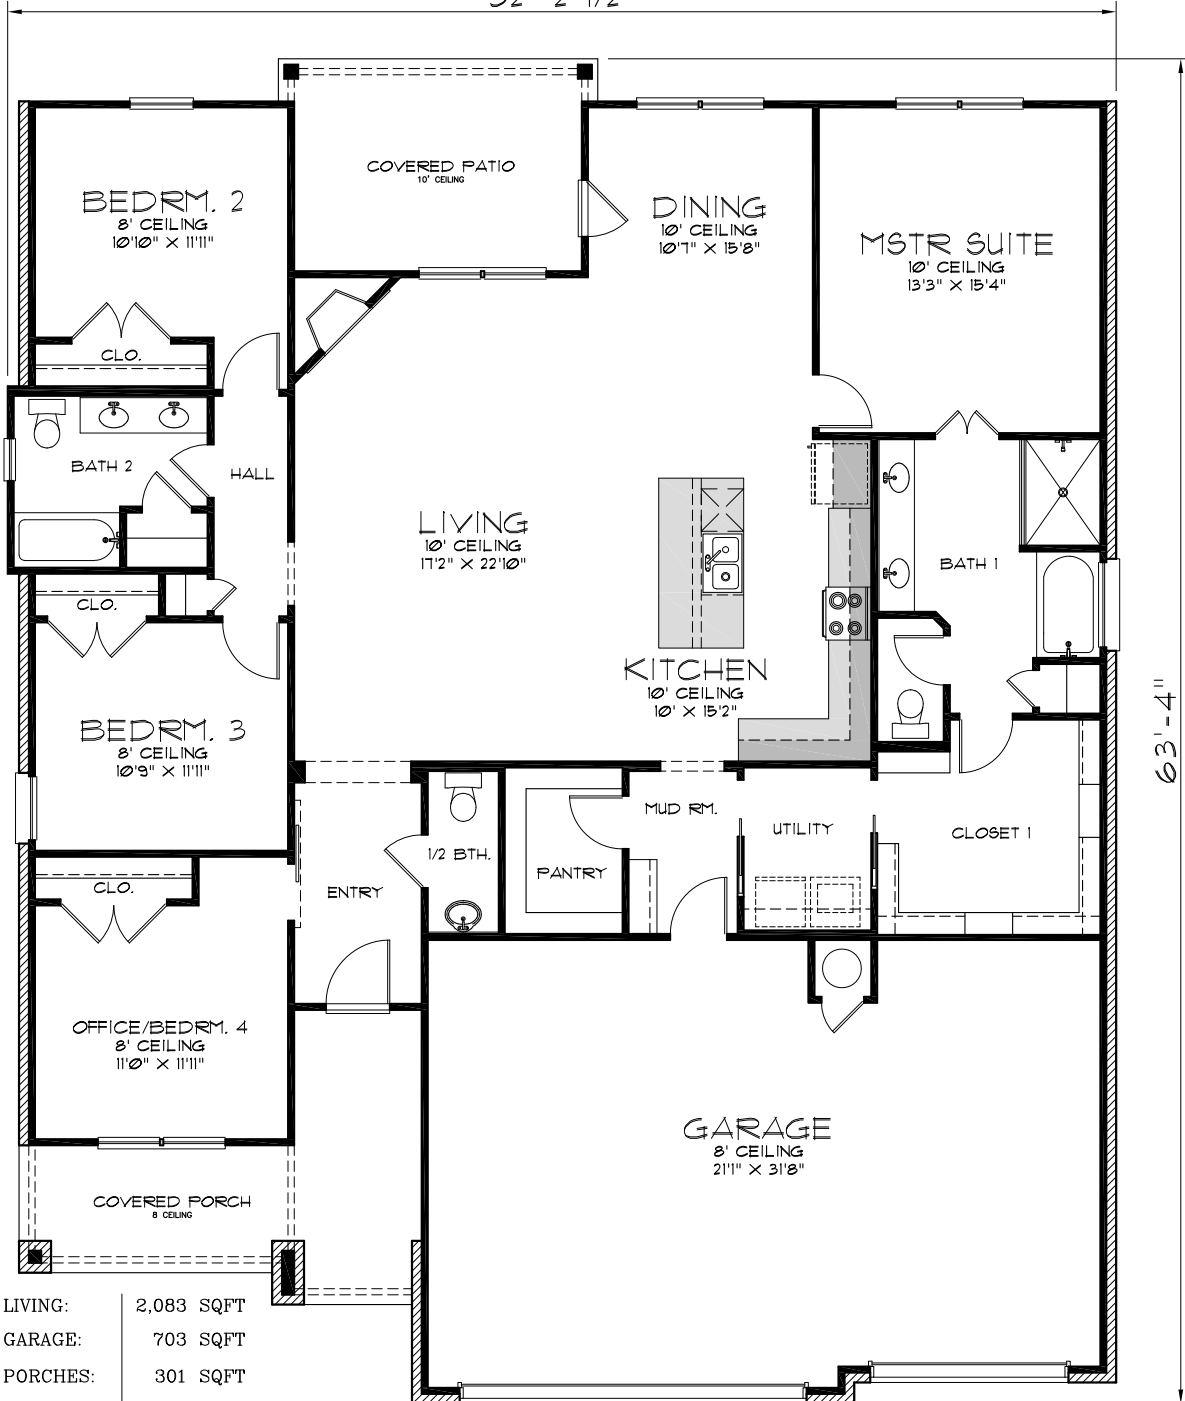 COVERED PATIO
10' CEILING
BEDRM. 2
8' CEILING
10'10" X 11'11"
DINING
10' CEILING
10'7" X 15'8"
MSTR SUITE
10' CEILING
13'3" X 15'4"
CLO.
BATH 2
HALL
LIVING
10' CEILING
17'2" X 22'10"
BATH 1
CLO.
KITCHEN
10' CEILING
10' X 15'2"
63'-4"
BEDRM. 3
8' CEILING
10'9" X 11'11"
MUD RM.
UTILITY
CLOSET 1
1/2 BTH.
PANTRY
CLO.
ENTRY
OFFICE/BEDRM. 4
8' CEILING
11'0" X 11'11"
GARAGE
8' CEILING
21'1" X 31'8"
COVERED PORCH
8 CEILING
LIVING: 2,083 SQFT
GARAGE: 703 SQFT
PORCHES: 301 SQFT